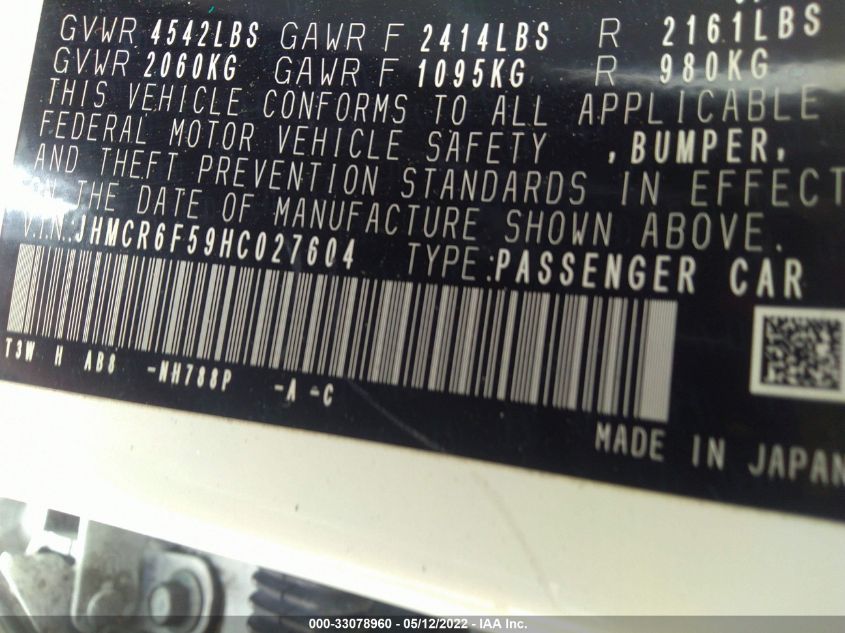 GVWR 4542LBS GAWR F 2414LBS R 2161LBS
GVWR 2060KG GAWR F 1095KG R 980KG
THIS VEHICLE CONFORMS TO ALL APPLICABLE
FEDERAL MOTOR VEHICLE SAFETY , BUMPER,
AND THEFT PREVENTION STANDARDS IN EFFECT
IN THE DATE OF MANUFACTURE SHOWN ABOVE.
V.I.N.:JHMCR6F59HC027604 TYPE:PASSENGER CAR
T3W H AB8 -NH788P -A -C
MADE IN JAPAN
000-33078960 - 05/12/2022 - IAA Inc.